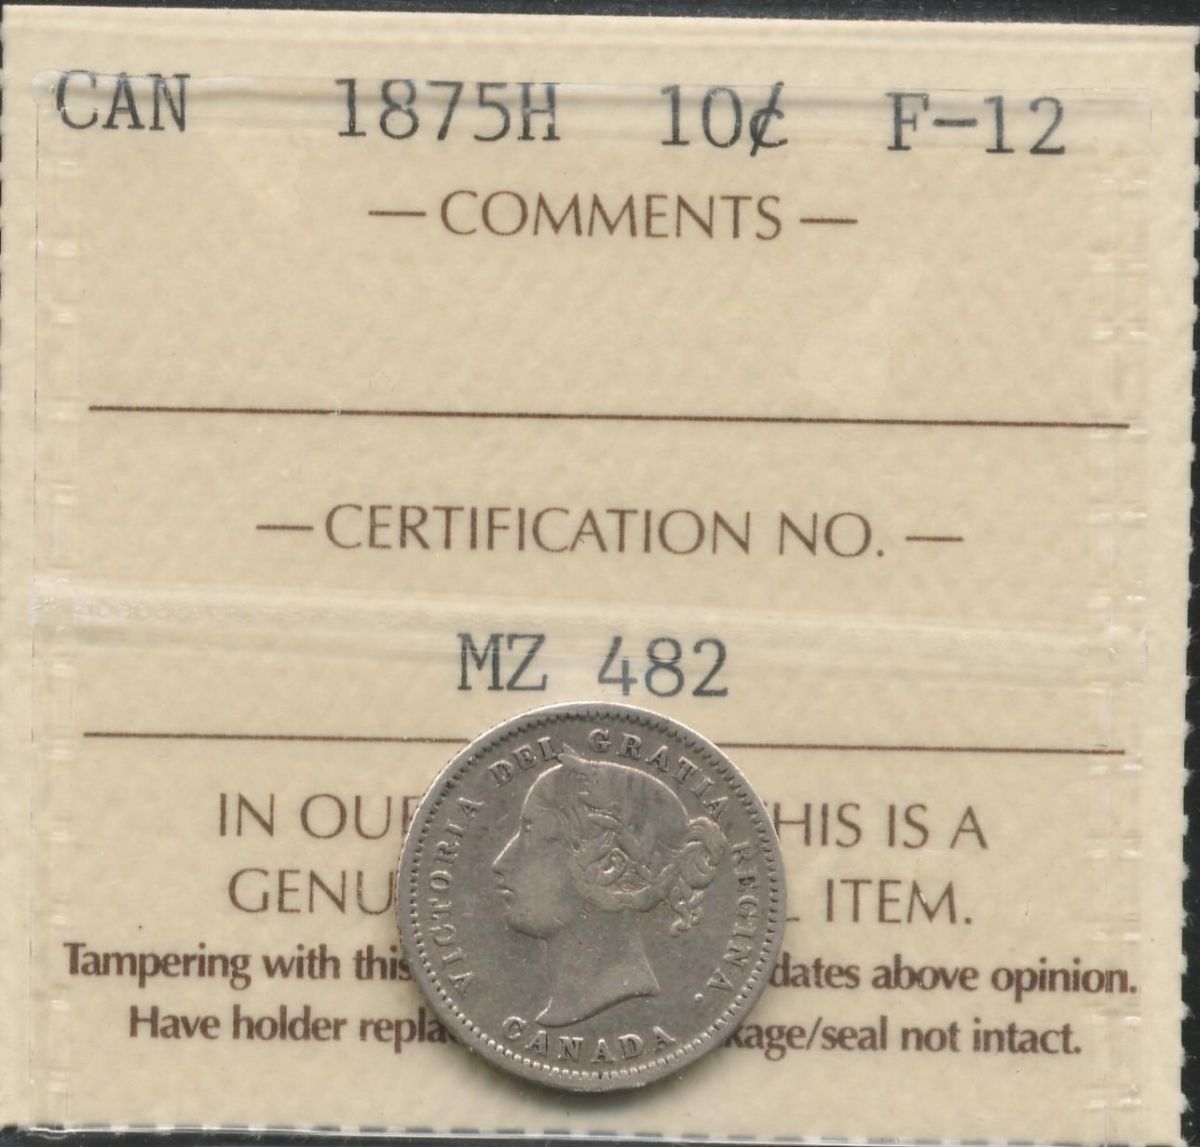 CAN 1875H 10¢ F-12
— COMMENTS —
— CERTIFICATION NO. —
MZ 482
IN OU HIS IS A
GENU ITEM.
Tampering with this dates above opinion.
Have holder repla kage/seal not intact.
VICTORIA DEI GRATIA REGINA.
CANADA